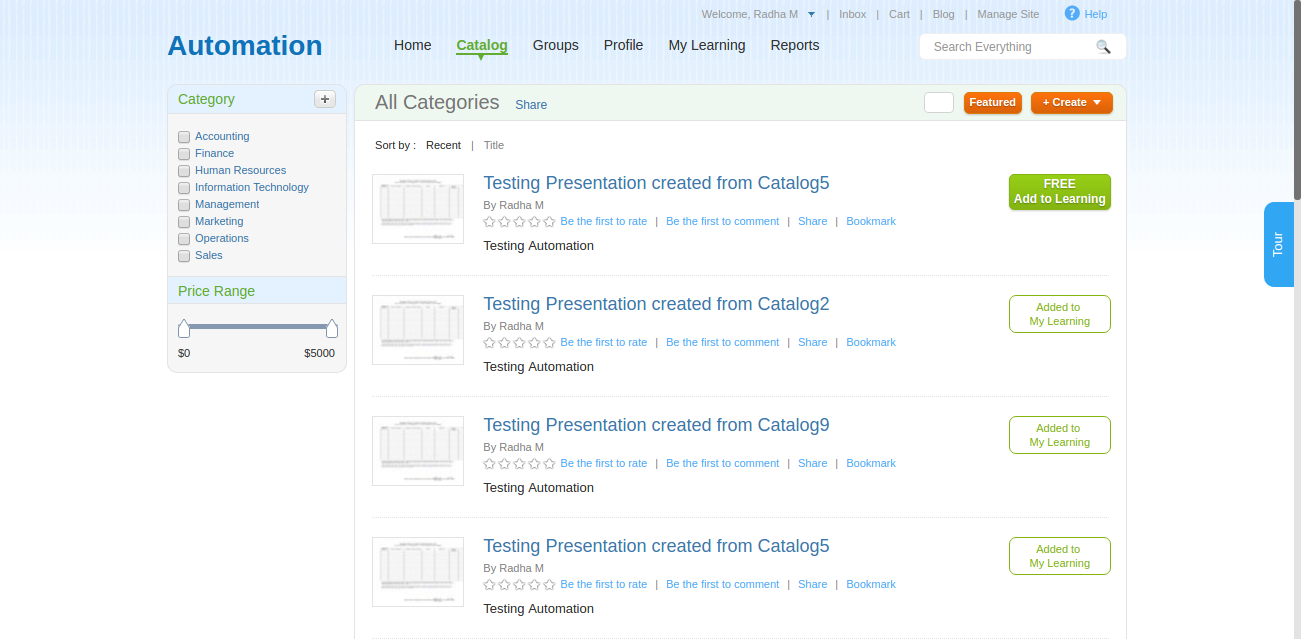 Welcome, Radha M | Inbox | Cart | Blog | Manage Site ? Help
Automation
Home Catalog Groups Profile My Learning Reports
Search Everything
Category +
Accounting
Finance
Human Resources
Information Technology
Management
Marketing
Operations
Sales
Price Range
$0 $5000
All Categories Share
Featured
+ Create
Sort by : Recent | Title
Testing Presentation created from Catalog5
By Radha M
Be the first to rate | Be the first to comment | Share | Bookmark
Testing Automation
FREE
Add to Learning
Testing Presentation created from Catalog2
By Radha M
Be the first to rate | Be the first to comment | Share | Bookmark
Testing Automation
Added to
My Learning
Testing Presentation created from Catalog9
By Radha M
Be the first to rate | Be the first to comment | Share | Bookmark
Testing Automation
Added to
My Learning
Testing Presentation created from Catalog5
By Radha M
Be the first to rate | Be the first to comment | Share | Bookmark
Testing Automation
Added to
My Learning
Tour